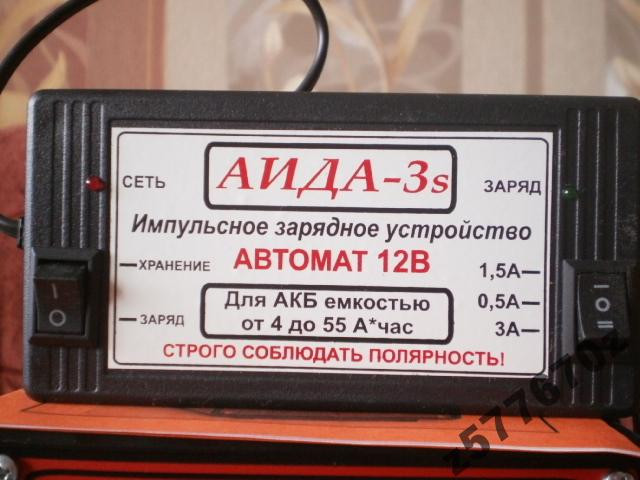 АИДА-3s
СЕТЬ
ЗАРЯД
Импульсное зарядное устройство
АВТОМАТ 12В
ХРАНЕНИЕ
ЗАРЯД
Для АКБ емкостью
от 4 до 55 А*час
1,5А
0,5А
3А
СТРОГО СОБЛЮДАТЬ ПОЛЯРНОСТЬ!
z577670z